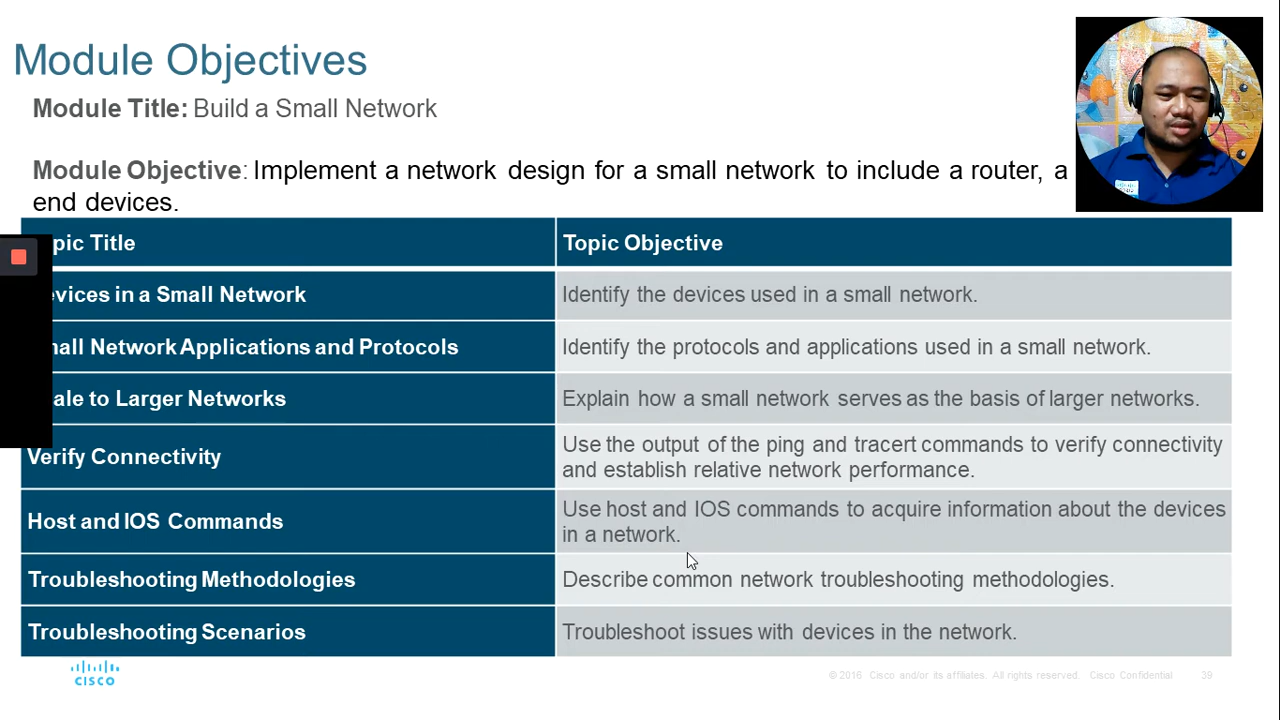 Module Objectives
Module Title: Build a Small Network
Module Objective: Implement a network design for a small network to include a router, a
end devices.
pic Title
Topic Objective
evices in a Small Network
Identify the devices used in a small network.
mall Network Applications and Protocols
Identify the protocols and applications used in a small network.
ale to Larger Networks
Explain how a small network serves as the basis of larger networks.
Verify Connectivity
Use the output of the ping and tracert commands to verify connectivity
and establish relative network performance.
Host and IOS Commands
Use host and IOS commands to acquire information about the devices
in a network.
Troubleshooting Methodologies
Describe common network troubleshooting methodologies.
Troubleshooting Scenarios
Troubleshoot issues with devices in the network.
CISCO
© 2016 Cisco and/or its affiliates. All rights reserved. Cisco Confidential
39